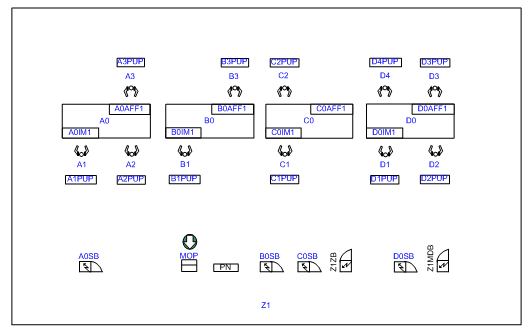 A3PUP B3PUP C2PUP D4PUP D3PUP
A3 B3 C2 D4 D3
A0AFF1 B0AFF1 C0AFF1 D0AFF1
A0 B0 C0 D0
A0IM1 B0IM1 C0IM1 D0IM1
A1 A2 B1 C1 D1 D2
A1PUP A2PUP B1PUP C1PUP D1PUP D2PUP
A0SB MOP B0SB C0SB Z1ZB D0SB Z1MDB
PN
Z1